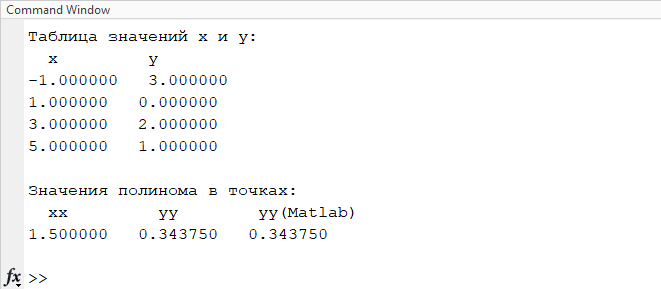 Command Window
Таблица значений x и y:
x y
-1.000000 3.000000
1.000000 0.000000
3.000000 2.000000
5.000000 1.000000
Значения полинома в точках:
xx yy yy(Matlab)
1.500000 0.343750 0.343750
fx >>